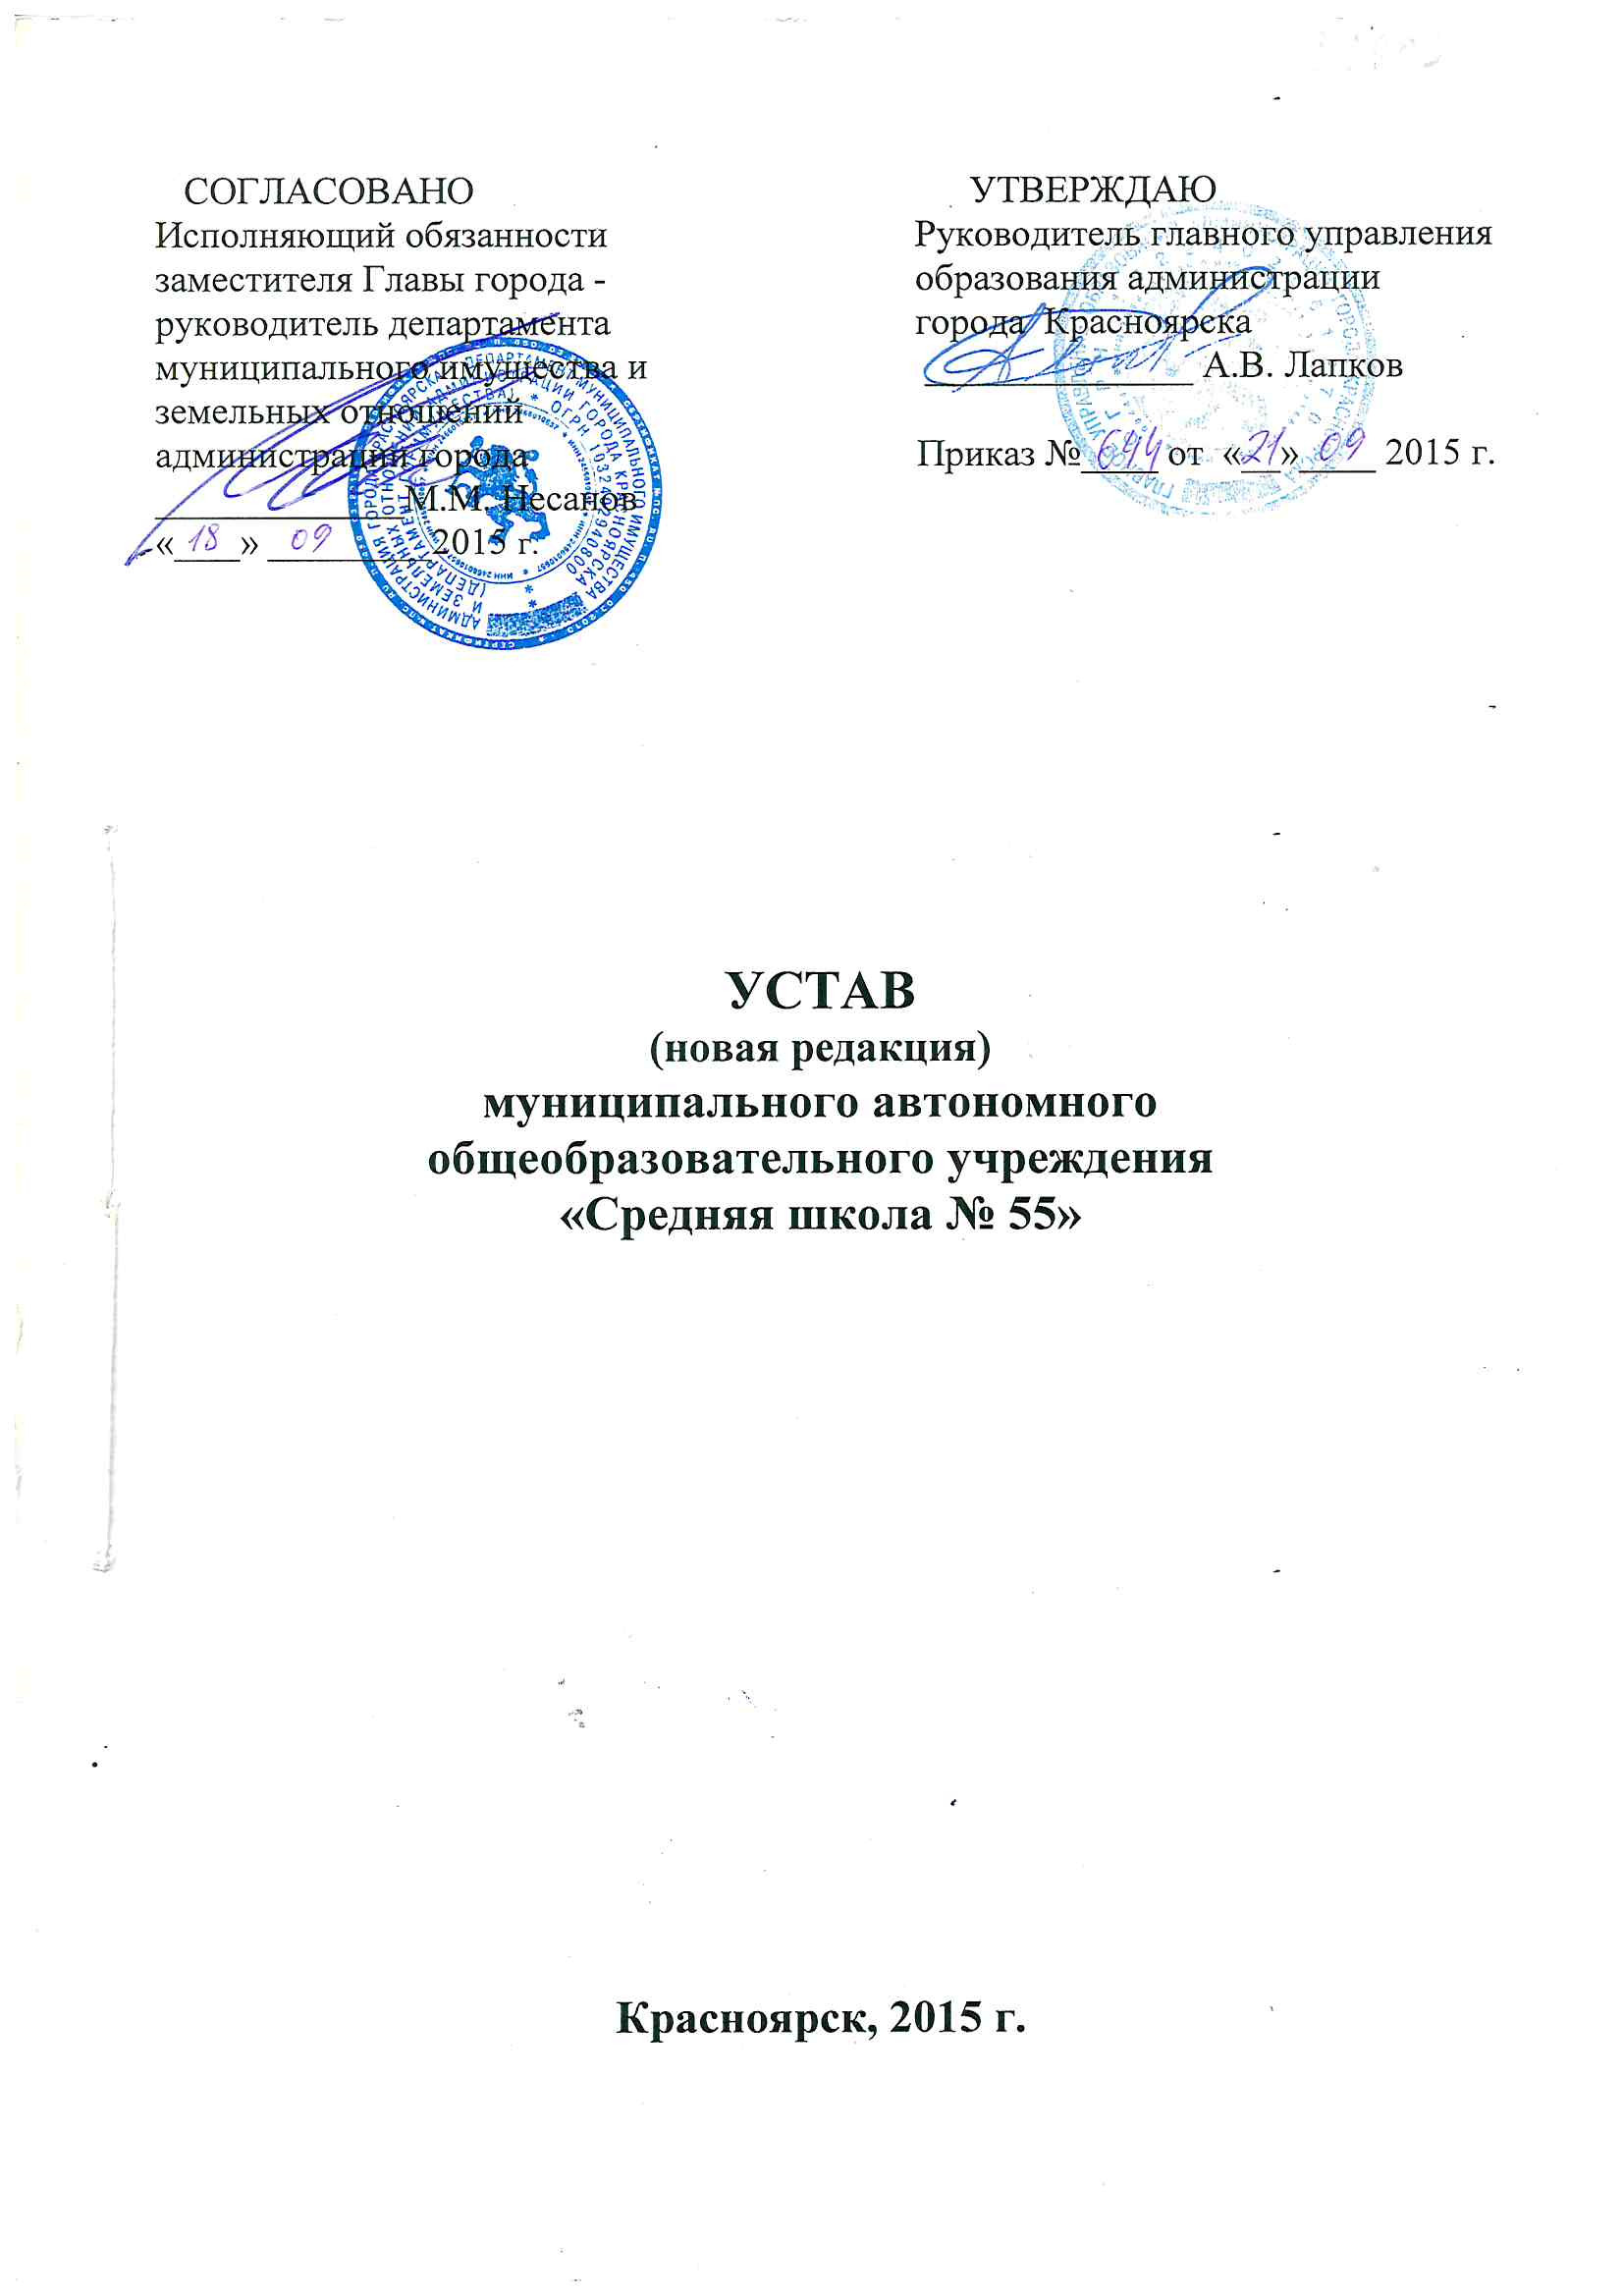 СОГЛАСОВАНО
Исполняющий обязанности
заместителя Главы города -
руководитель департамента
муниципального имущества и
земельных отношений
администрации города
М.М. Несанов
«18» 09 2015 г.
УТВЕРЖДАЮ
Руководитель главного управления
образования администрации
города Красноярска
А.В. Лапков
Приказ № 694 от «21» 09 2015 г.
УСТАВ
(новая редакция)
муниципального автономного
общеобразовательного учреждения
«Средняя школа № 55»
Красноярск, 2015 г.